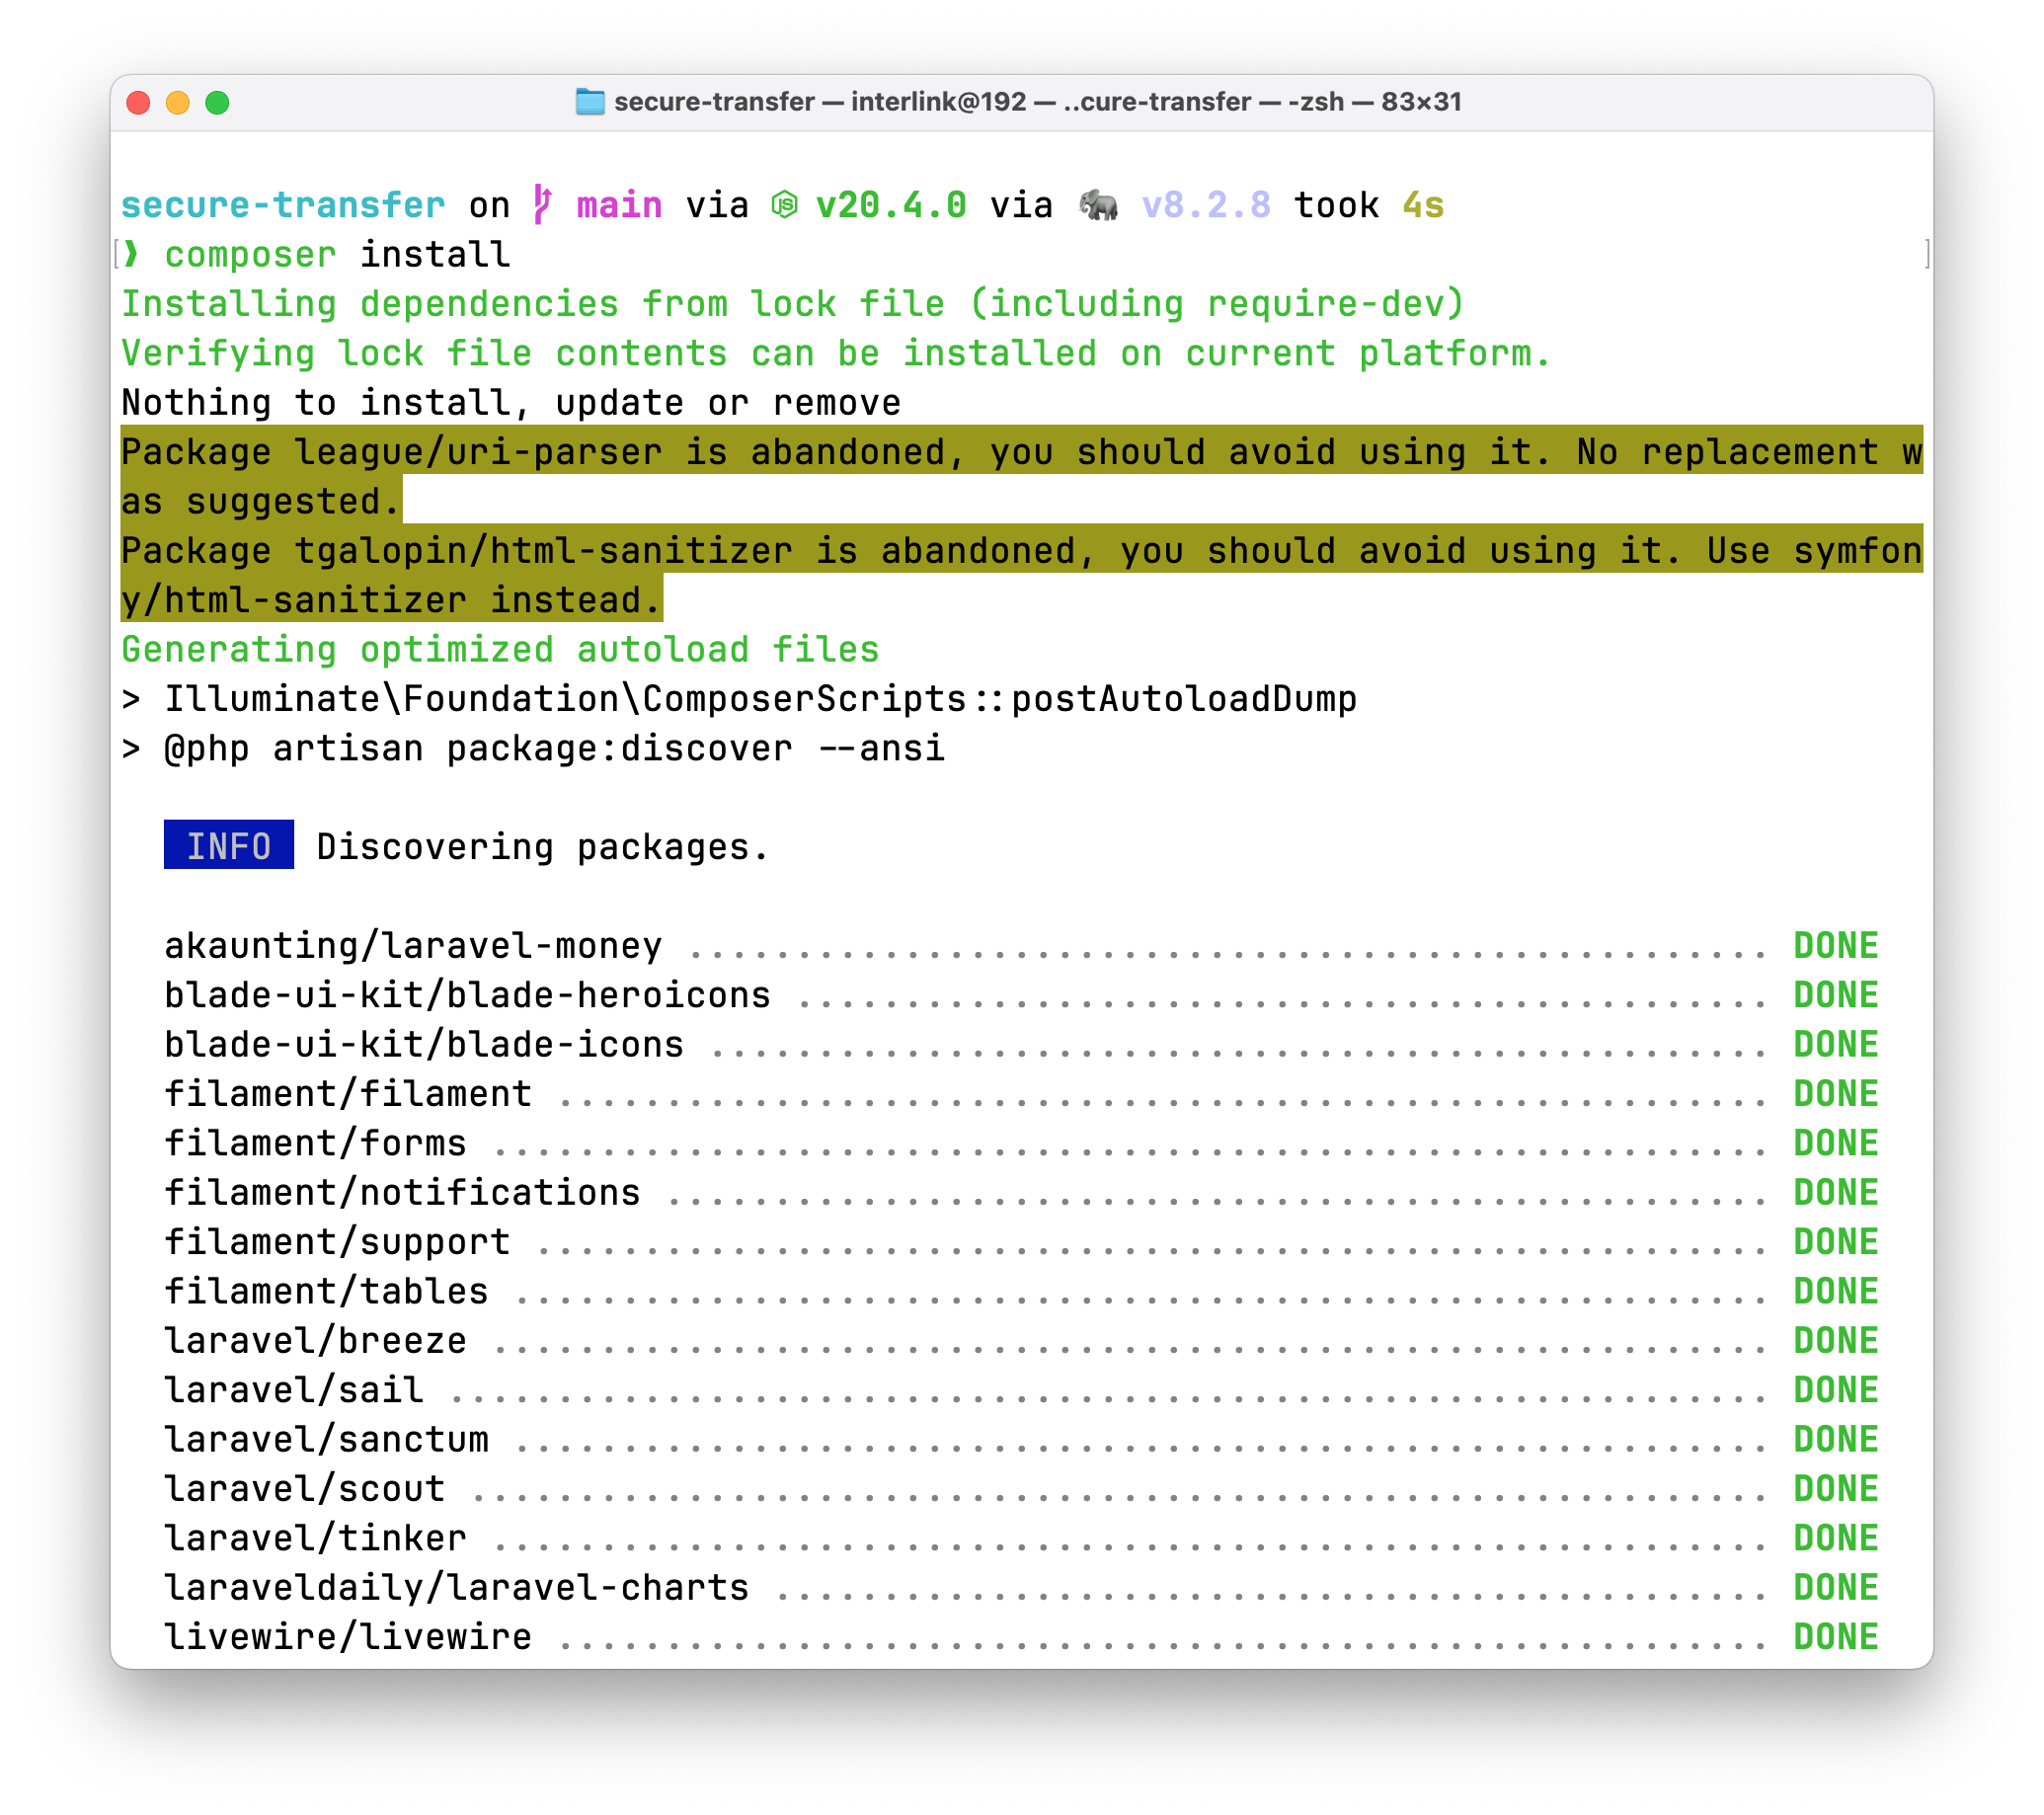 secure-transfer — interlink@192 — ..cure-transfer — -zsh — 83×31
secure-transfer on main via v20.4.0 via 🐘 v8.2.8 took 4s
[❱ composer install ]
Installing dependencies from lock file (including require-dev)
Verifying lock file contents can be installed on current platform.
Nothing to install, update or remove
Package league/uri-parser is abandoned, you should avoid using it. No replacement w
as suggested.
Package tgalopin/html-sanitizer is abandoned, you should avoid using it. Use symfon
y/html-sanitizer instead.
Generating optimized autoload files
> Illuminate\Foundation\ComposerScripts::postAutoloadDump
> @php artisan package:discover --ansi
INFO Discovering packages.
akaunting/laravel-money .................................................. DONE
blade-ui-kit/blade-heroicons ............................................. DONE
blade-ui-kit/blade-icons ................................................. DONE
filament/filament ........................................................ DONE
filament/forms ........................................................... DONE
filament/notifications ................................................... DONE
filament/support ......................................................... DONE
filament/tables .......................................................... DONE
laravel/breeze ........................................................... DONE
laravel/sail ............................................................. DONE
laravel/sanctum .......................................................... DONE
laravel/scout ............................................................ DONE
laravel/tinker ........................................................... DONE
laraveldaily/laravel-charts .............................................. DONE
livewire/livewire ........................................................ DONE